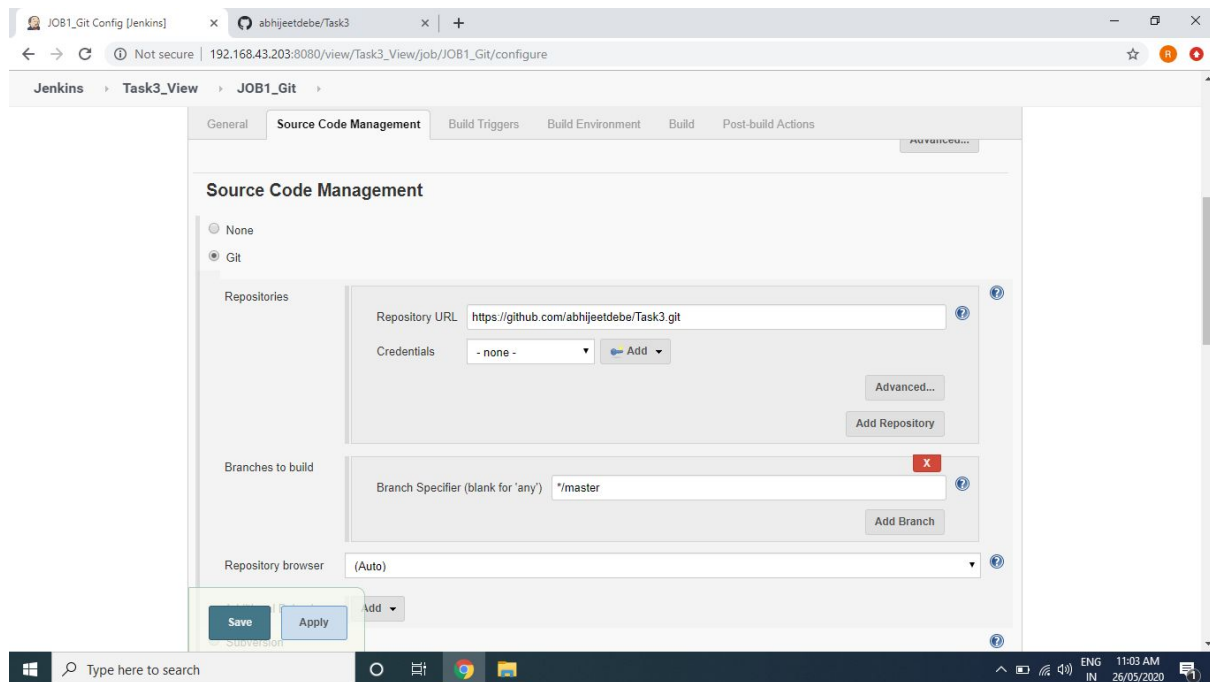 JOB1_Git Config [Jenkins]
abhijeetdebe/Task3
Not secure | 192.168.43.203:8080/view/Task3_View/job/JOB1_Git/configure
R
Jenkins Task3_View JOB1_Git
General Source Code Management Build Triggers Build Environment Build Post-build Actions
Advanced...
Source Code Management
None
Git
Repositories
Repository URL https://github.com/abhijeetdebe/Task3.git
Credentials - none - Add
Advanced...
Add Repository
Branches to build
X
Branch Specifier (blank for 'any') */master
Add Branch
Repository browser (Auto)
Add
Save Apply
Subversion
Type here to search
ENG 11:03 AM
IN 26/05/2020
1